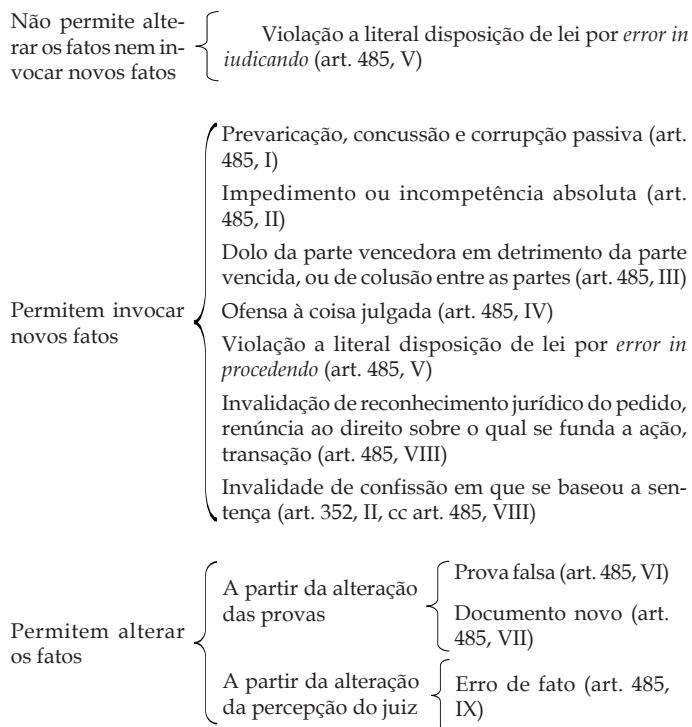 Não permite alte-
rar os fatos nem in-
vocar novos fatos
Violação a literal disposição de lei por error in
iudicando (art. 485, V)
Permitem invocar
novos fatos
Prevaricação, concussão e corrupção passiva (art.
485, I)
Impedimento ou incompetência absoluta (art.
485, II)
Dolo da parte vencedora em detrimento da parte
vencida, ou de colusão entre as partes (art. 485, III)
Ofensa à coisa julgada (art. 485, IV)
Violação a literal disposição de lei por error in
procedendo (art. 485, V)
Invalidação de reconhecimento jurídico do pedido,
renúncia ao direito sobre o qual se funda a ação,
transação (art. 485, VIII)
Invalidade de confissão em que se baseou a sen-
tença (art. 352, II, cc art. 485, VIII)
Permitem alterar
os fatos
A partir da alteração
das provas
Prova falsa (art. 485, VI)
Documento novo (art.
485, VII)
A partir da alteração
da percepção do juiz
Erro de fato (art. 485,
IX)